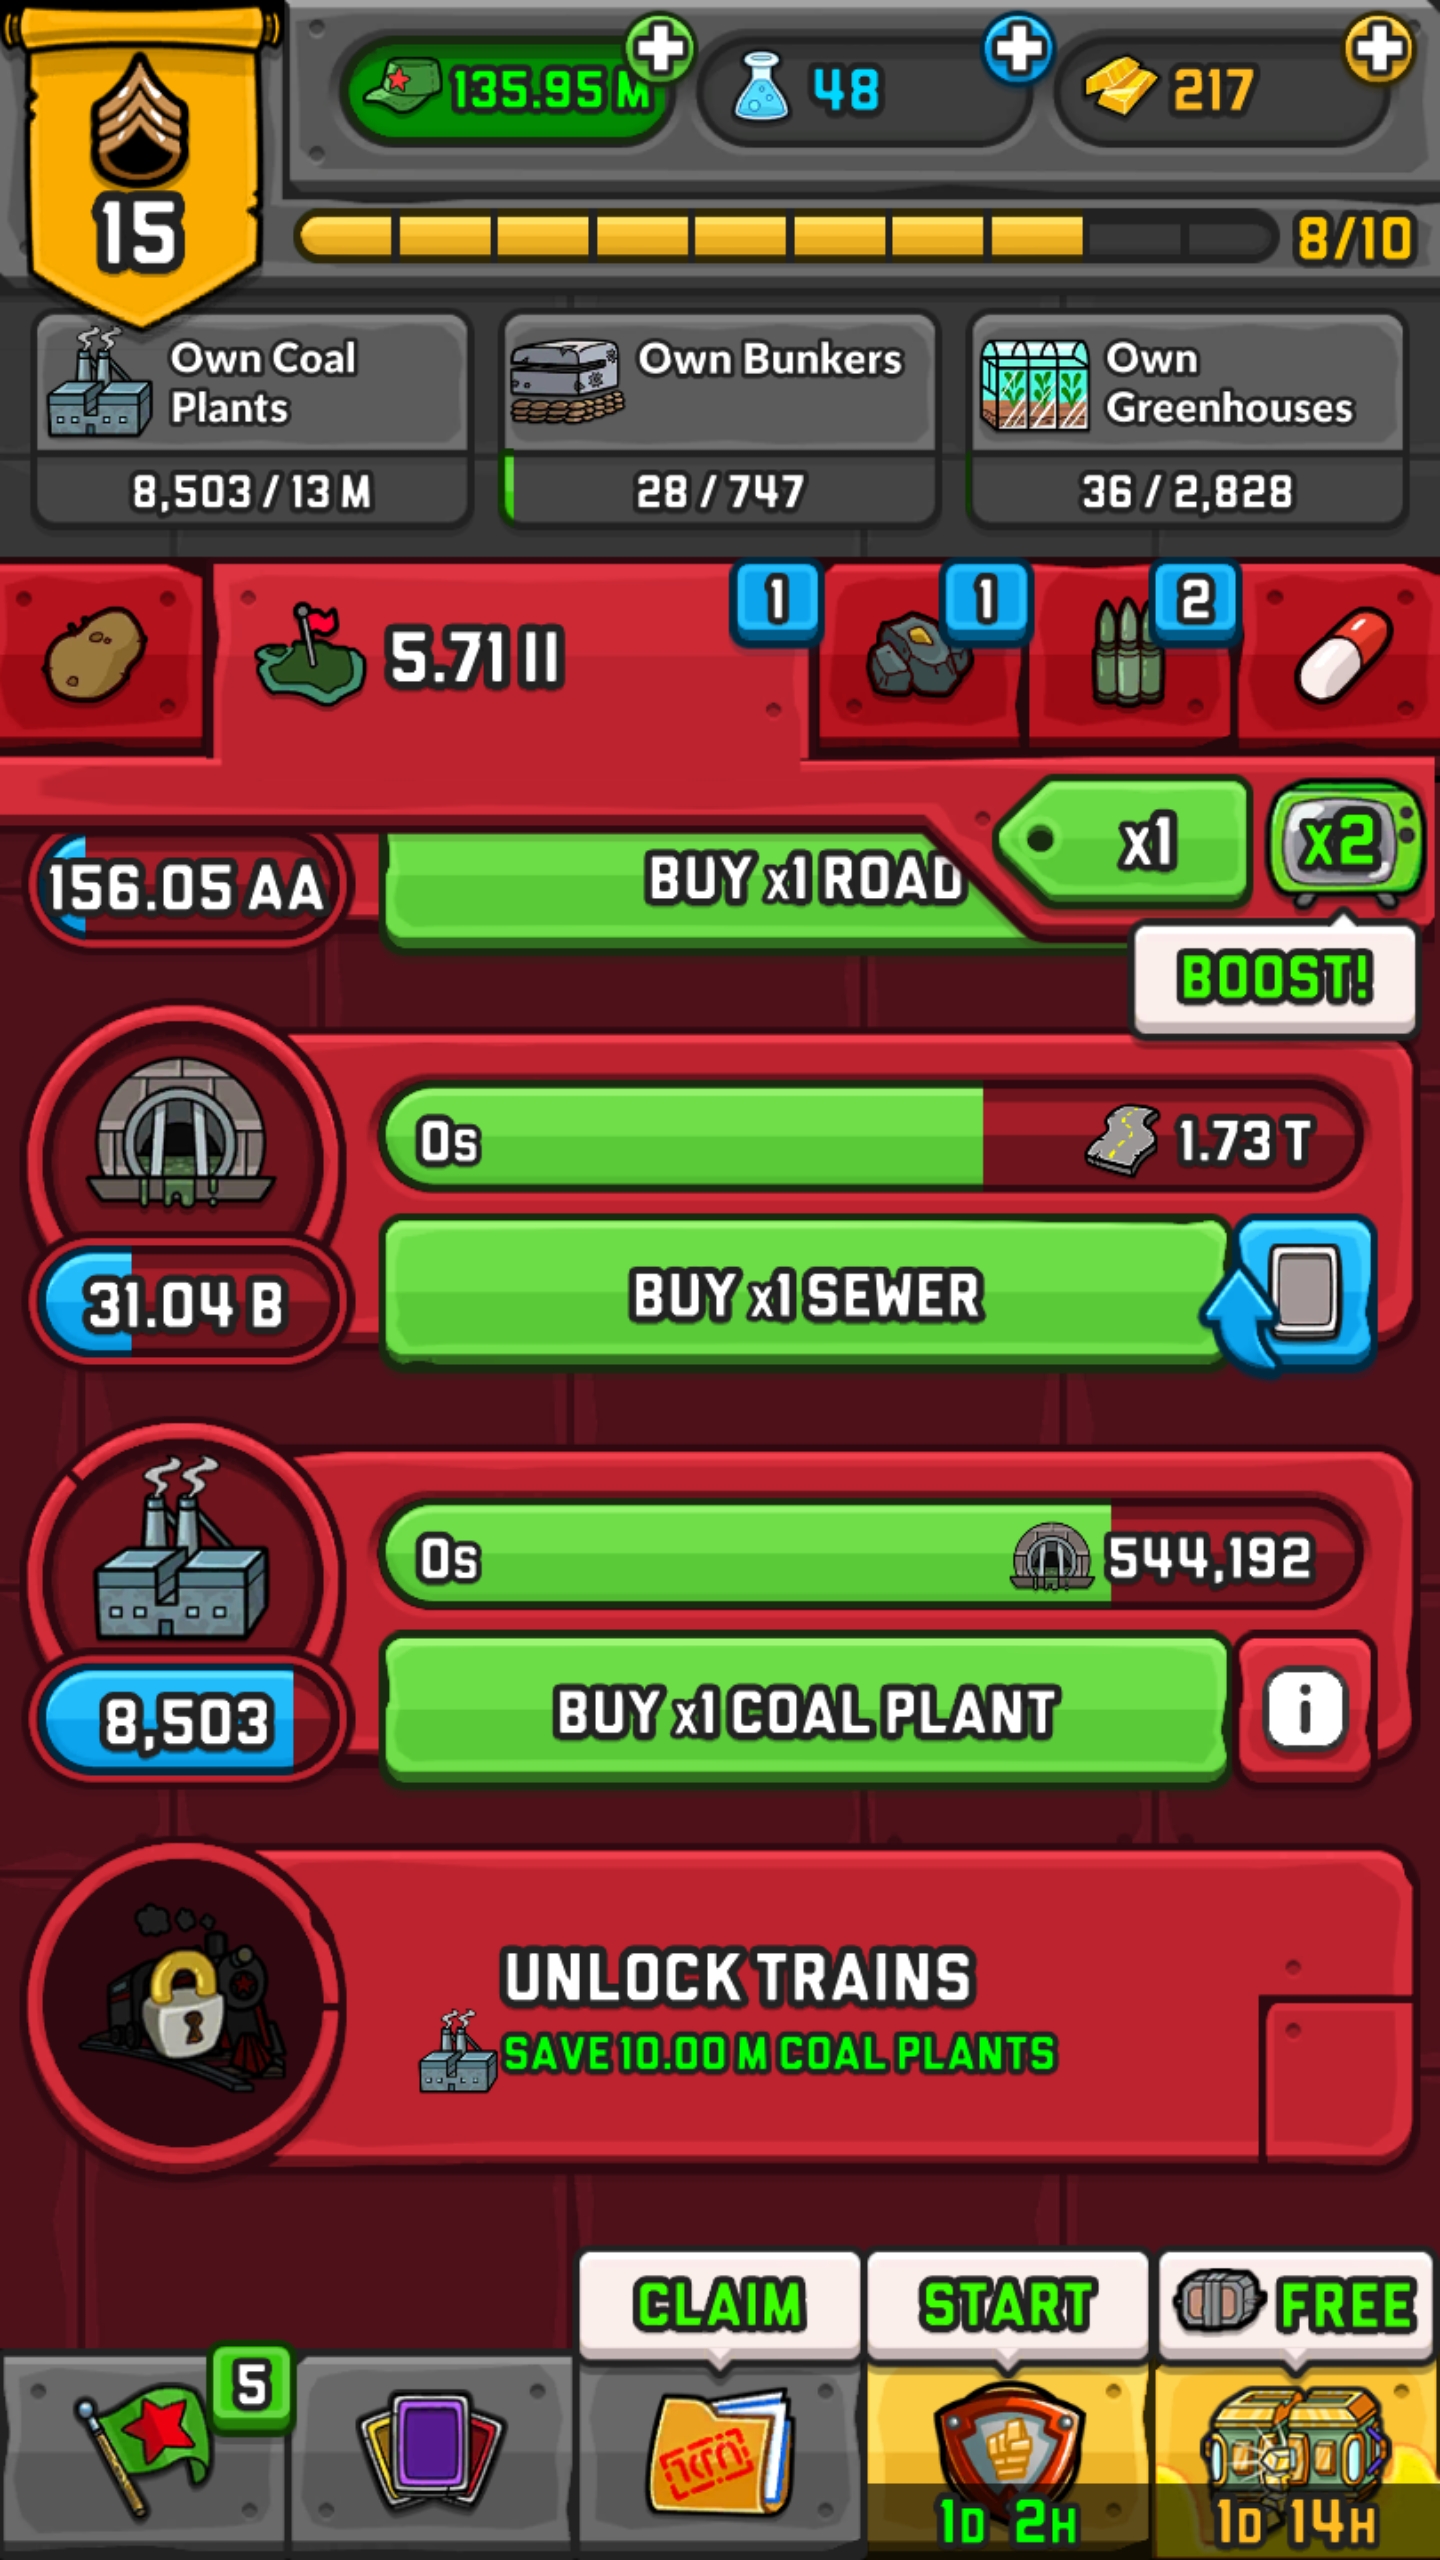 15
135.95 M
48
217
8/10
Own Coal Plants
8,503 / 13 M
Own Bunkers
28 / 747
Own Greenhouses
36 / 2,828
5.71 II
1
1
2
x1
x2
BOOST!
156.05 AA
BUY x1 ROAD
0s
1.73 T
31.04 B
BUY x1 SEWER
0s
544,192
8,503
BUY x1 COAL PLANT
i
UNLOCK TRAINS
SAVE 10.00 M COAL PLANTS
CLAIM
START
FREE
5
1D 2H
1D 14H